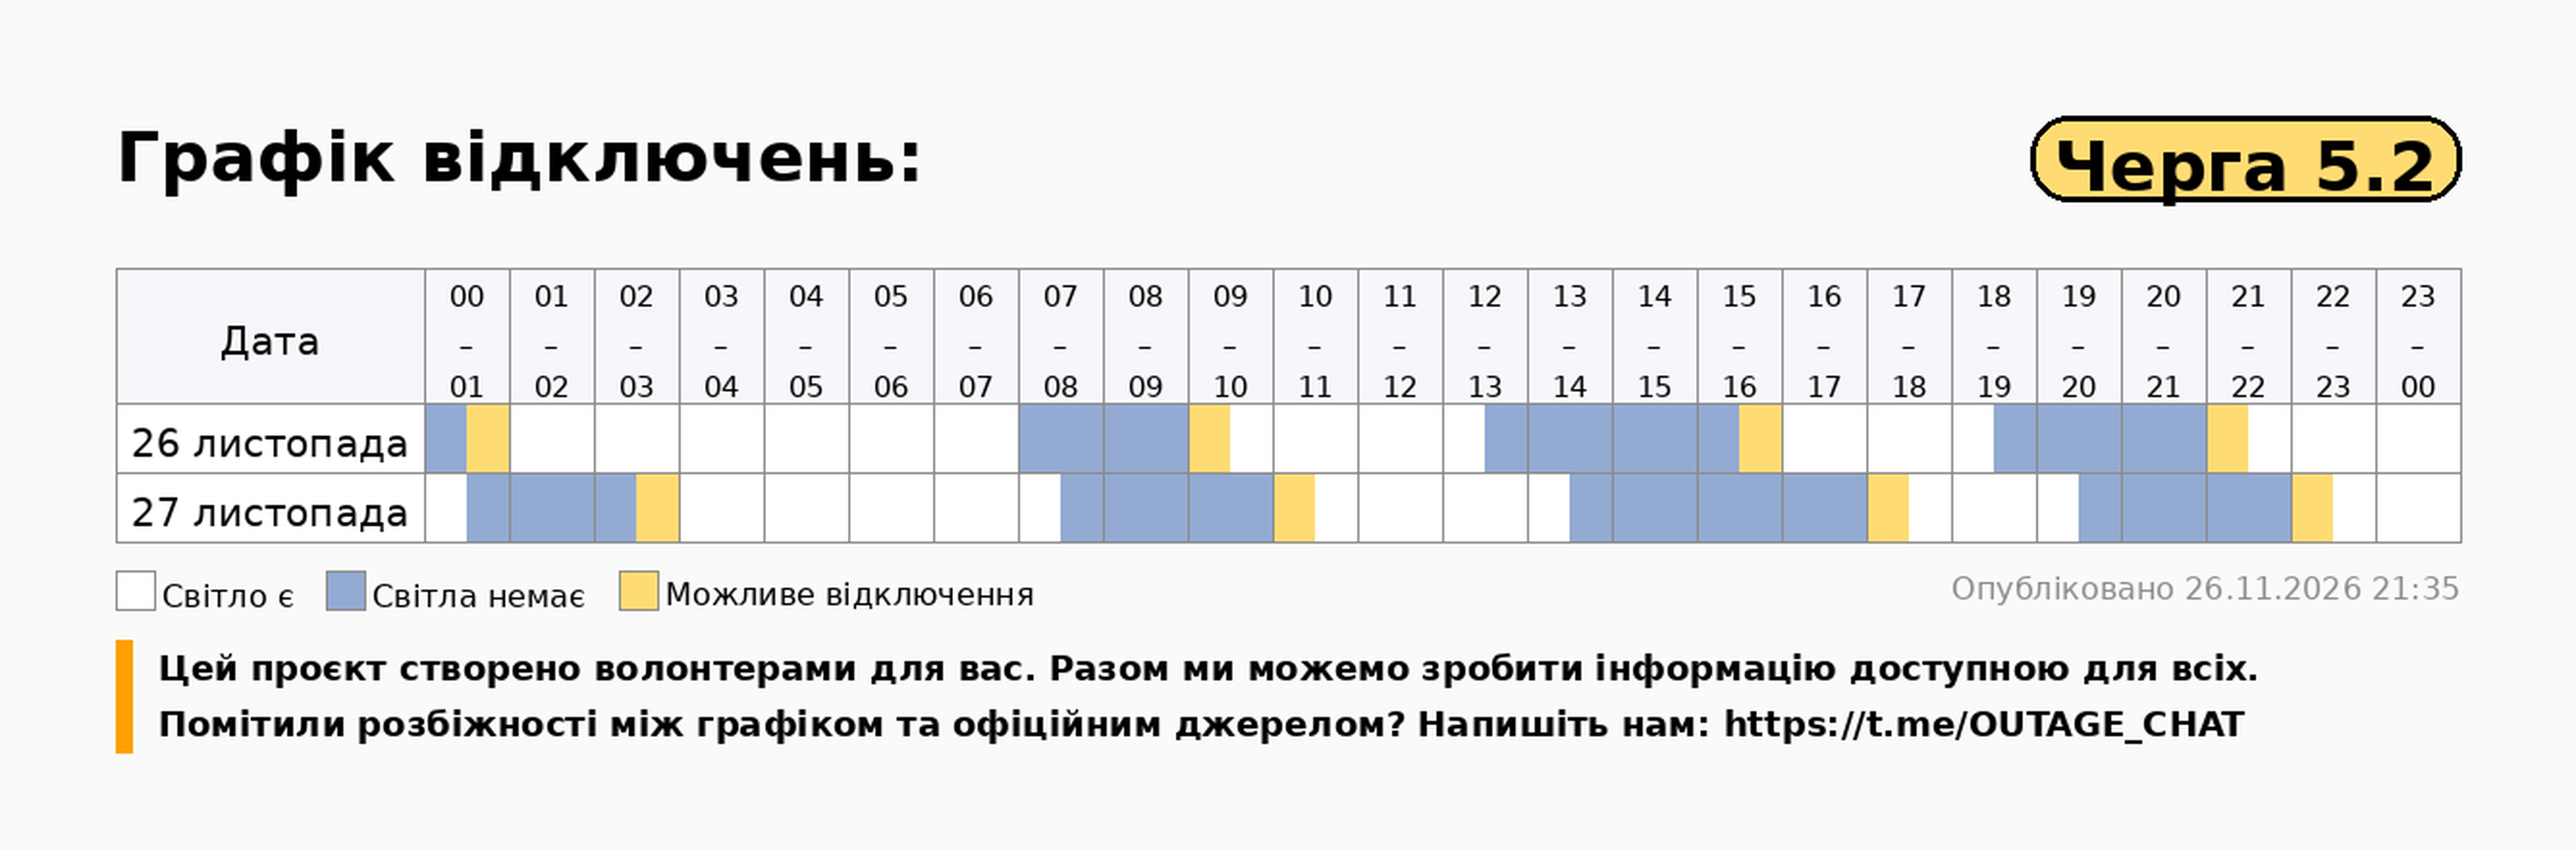 Графік відключень:
Черга 5.2
Дата
00 – 01
01 – 02
02 – 03
03 – 04
04 – 05
05 – 06
06 – 07
07 – 08
08 – 09
09 – 10
10 – 11
11 – 12
12 – 13
13 – 14
14 – 15
15 – 16
16 – 17
17 – 18
18 – 19
19 – 20
20 – 21
21 – 22
22 – 23
23 – 00
26 листопада
27 листопада
Світло є
Світла немає
Можливе відключення
Опубліковано 26.11.2026 21:35
Цей проєкт створено волонтерами для вас. Разом ми можемо зробити інформацію доступною для всіх.
Помітили розбіжності між графіком та офіційним джерелом? Напишіть нам: https://t.me/OUTAGE_CHAT